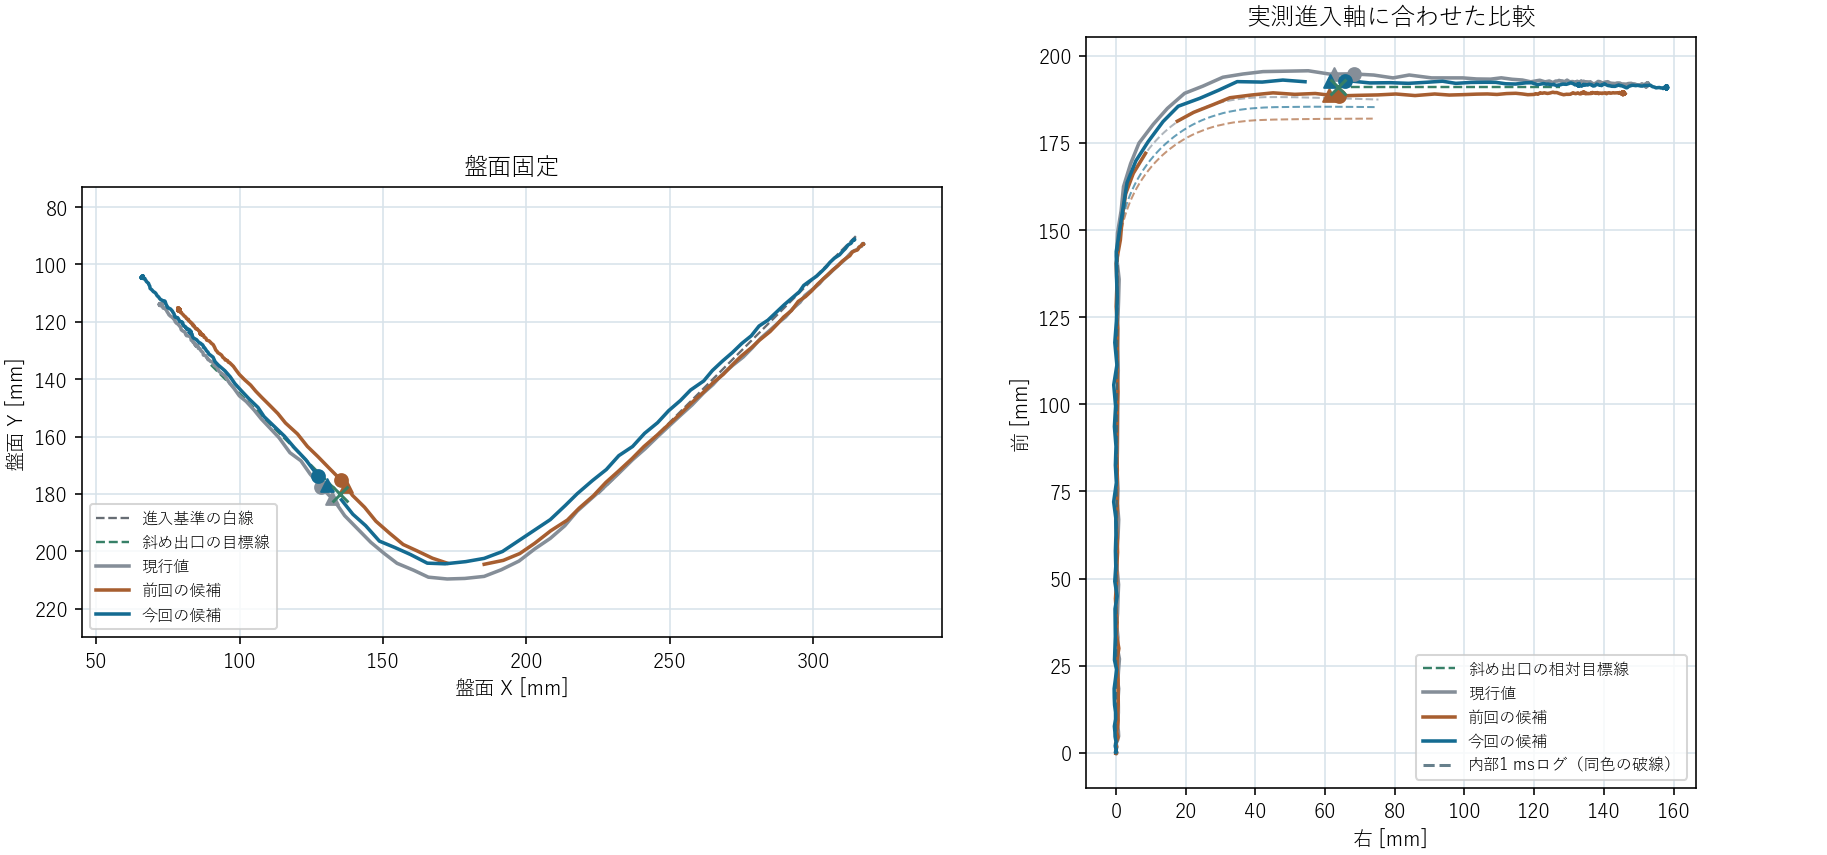 盤面固定
80
100
120
140
160
180
200
220
盤面 Y [mm]
進入基準の白線
斜め出口の目標線
現行値
前回の候補
今回の候補
50
100
150
200
250
300
盤面 X [mm]
実測進入軸に合わせた比較
200
175
150
125
100
75
50
25
0
前 [mm]
斜め出口の相対目標線
現行値
前回の候補
今回の候補
内部1 msログ（同色の破線）
0
20
40
60
80
100
120
140
160
右 [mm]